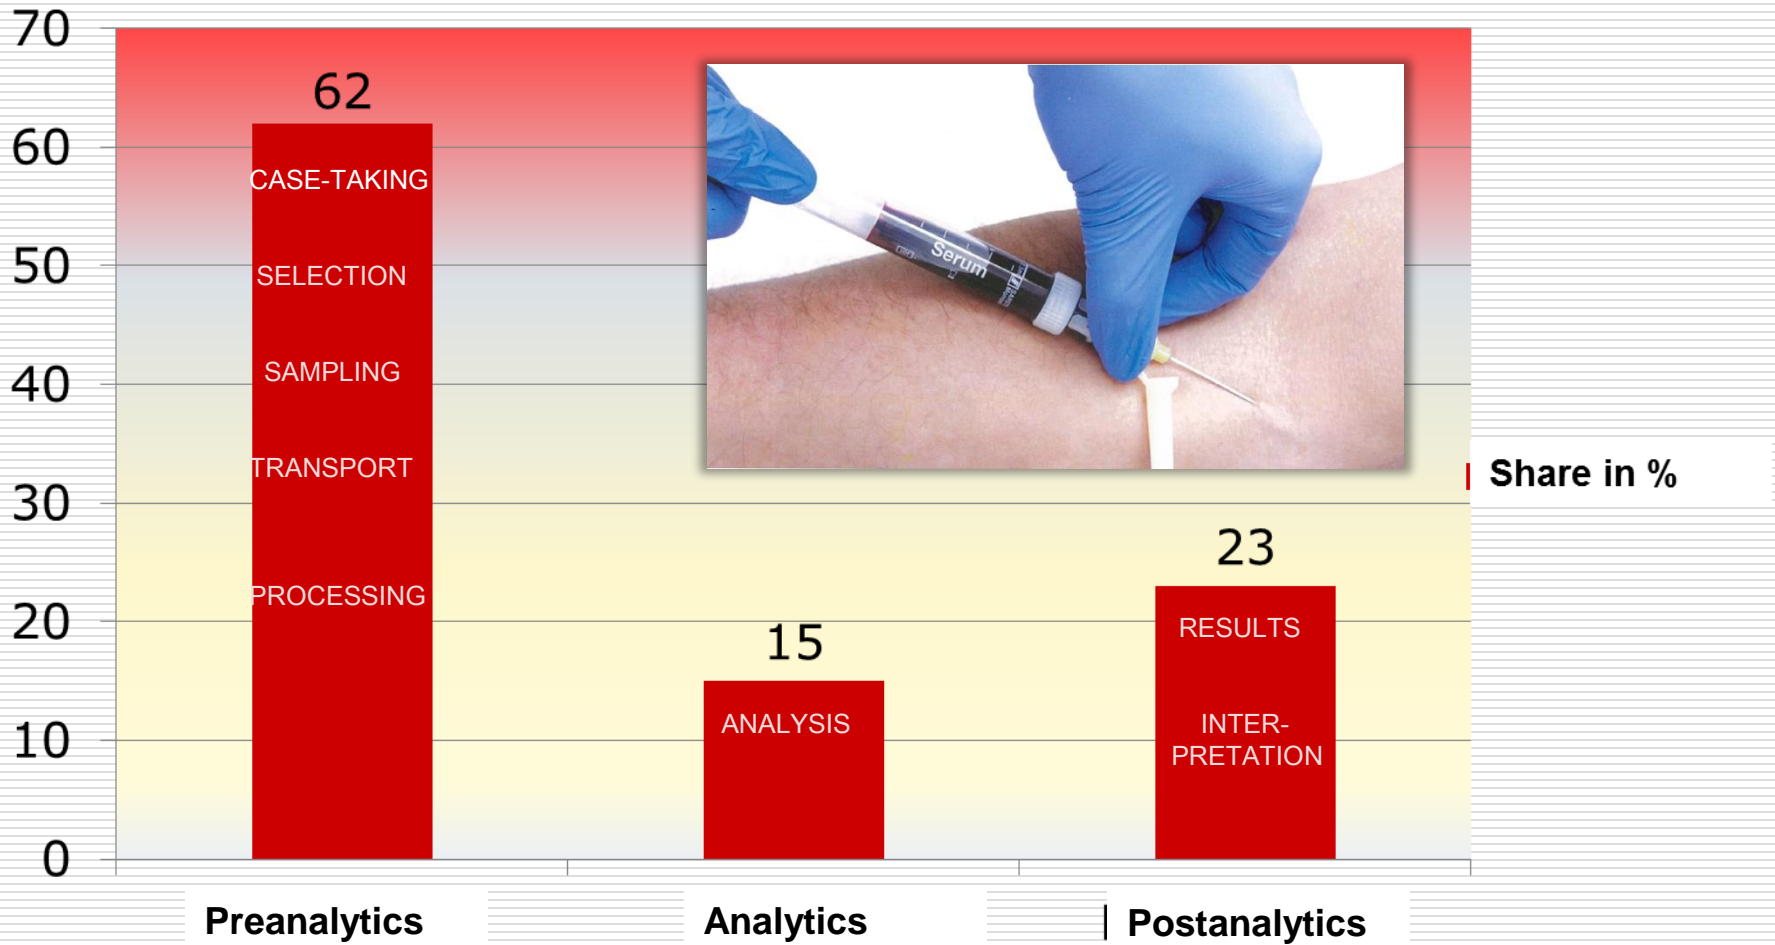 70
60
50
40
30
20
10
0
62
CASE-TAKING
SELECTION
SAMPLING
TRANSPORT
PROCESSING
15
ANALYSIS
23
RESULTS
INTER-
PRETATION
Serum
Share in %
Preanalytics
Analytics
Postanalytics